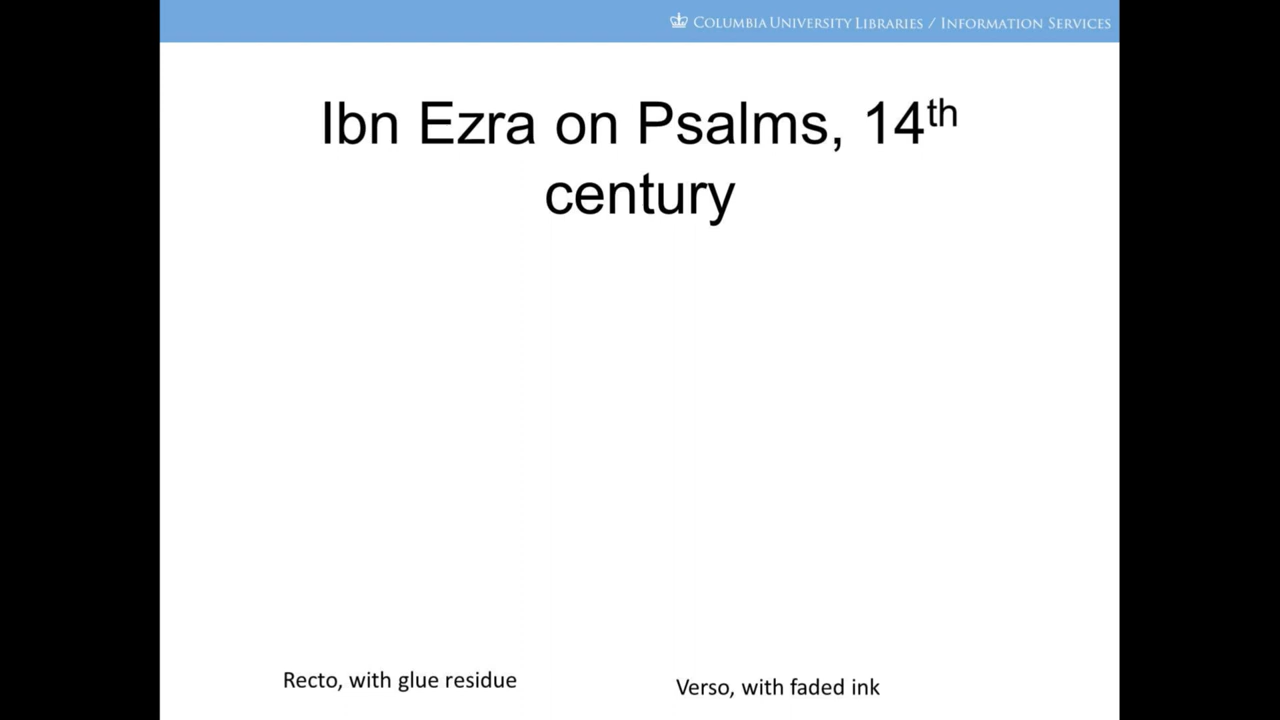 COLUMBIA UNIVERSITY LIBRARIES / INFORMATION SERVICES
Ibn Ezra on Psalms, 14th
century
Recto, with glue residue
Verso, with faded ink